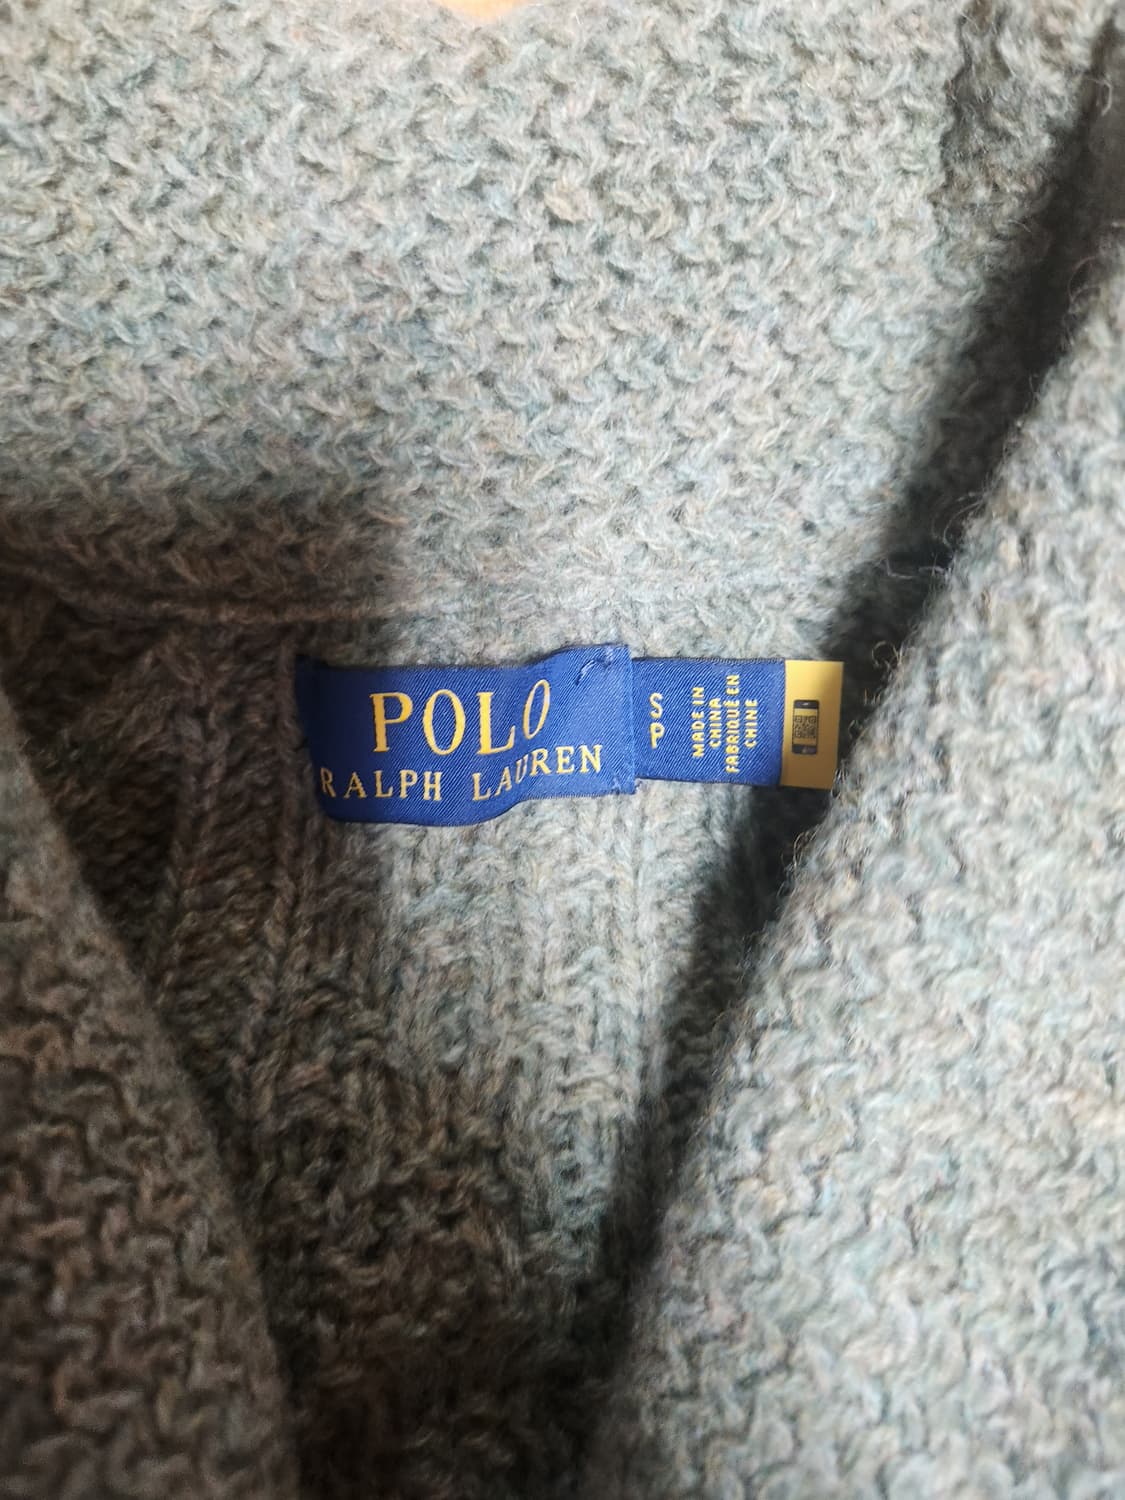 POLO
RALPH LAUREN
S
P
MADE IN
CHINA
FABRIQUÉ EN
CHINE